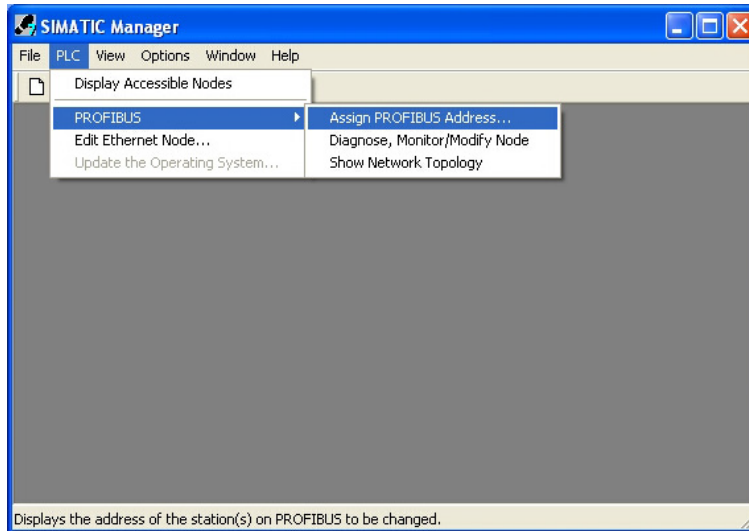 SIMATIC Manager
File PLC View Options Window Help
Display Accessible Nodes
PROFIBUS
Assign PROFIBUS Address...
Edit Ethernet Node...
Diagnose, Monitor/Modify Node
Update the Operating System...
Show Network Topology
Displays the address of the station(s) on PROFIBUS to be changed.